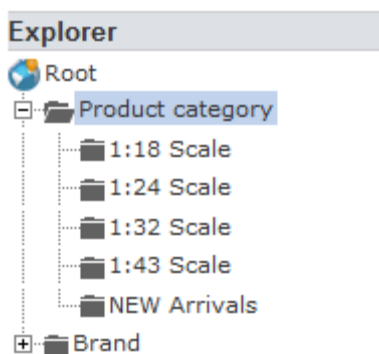 Explorer
Root
Product category
1:18 Scale
1:24 Scale
1:32 Scale
1:43 Scale
NEW Arrivals
Brand